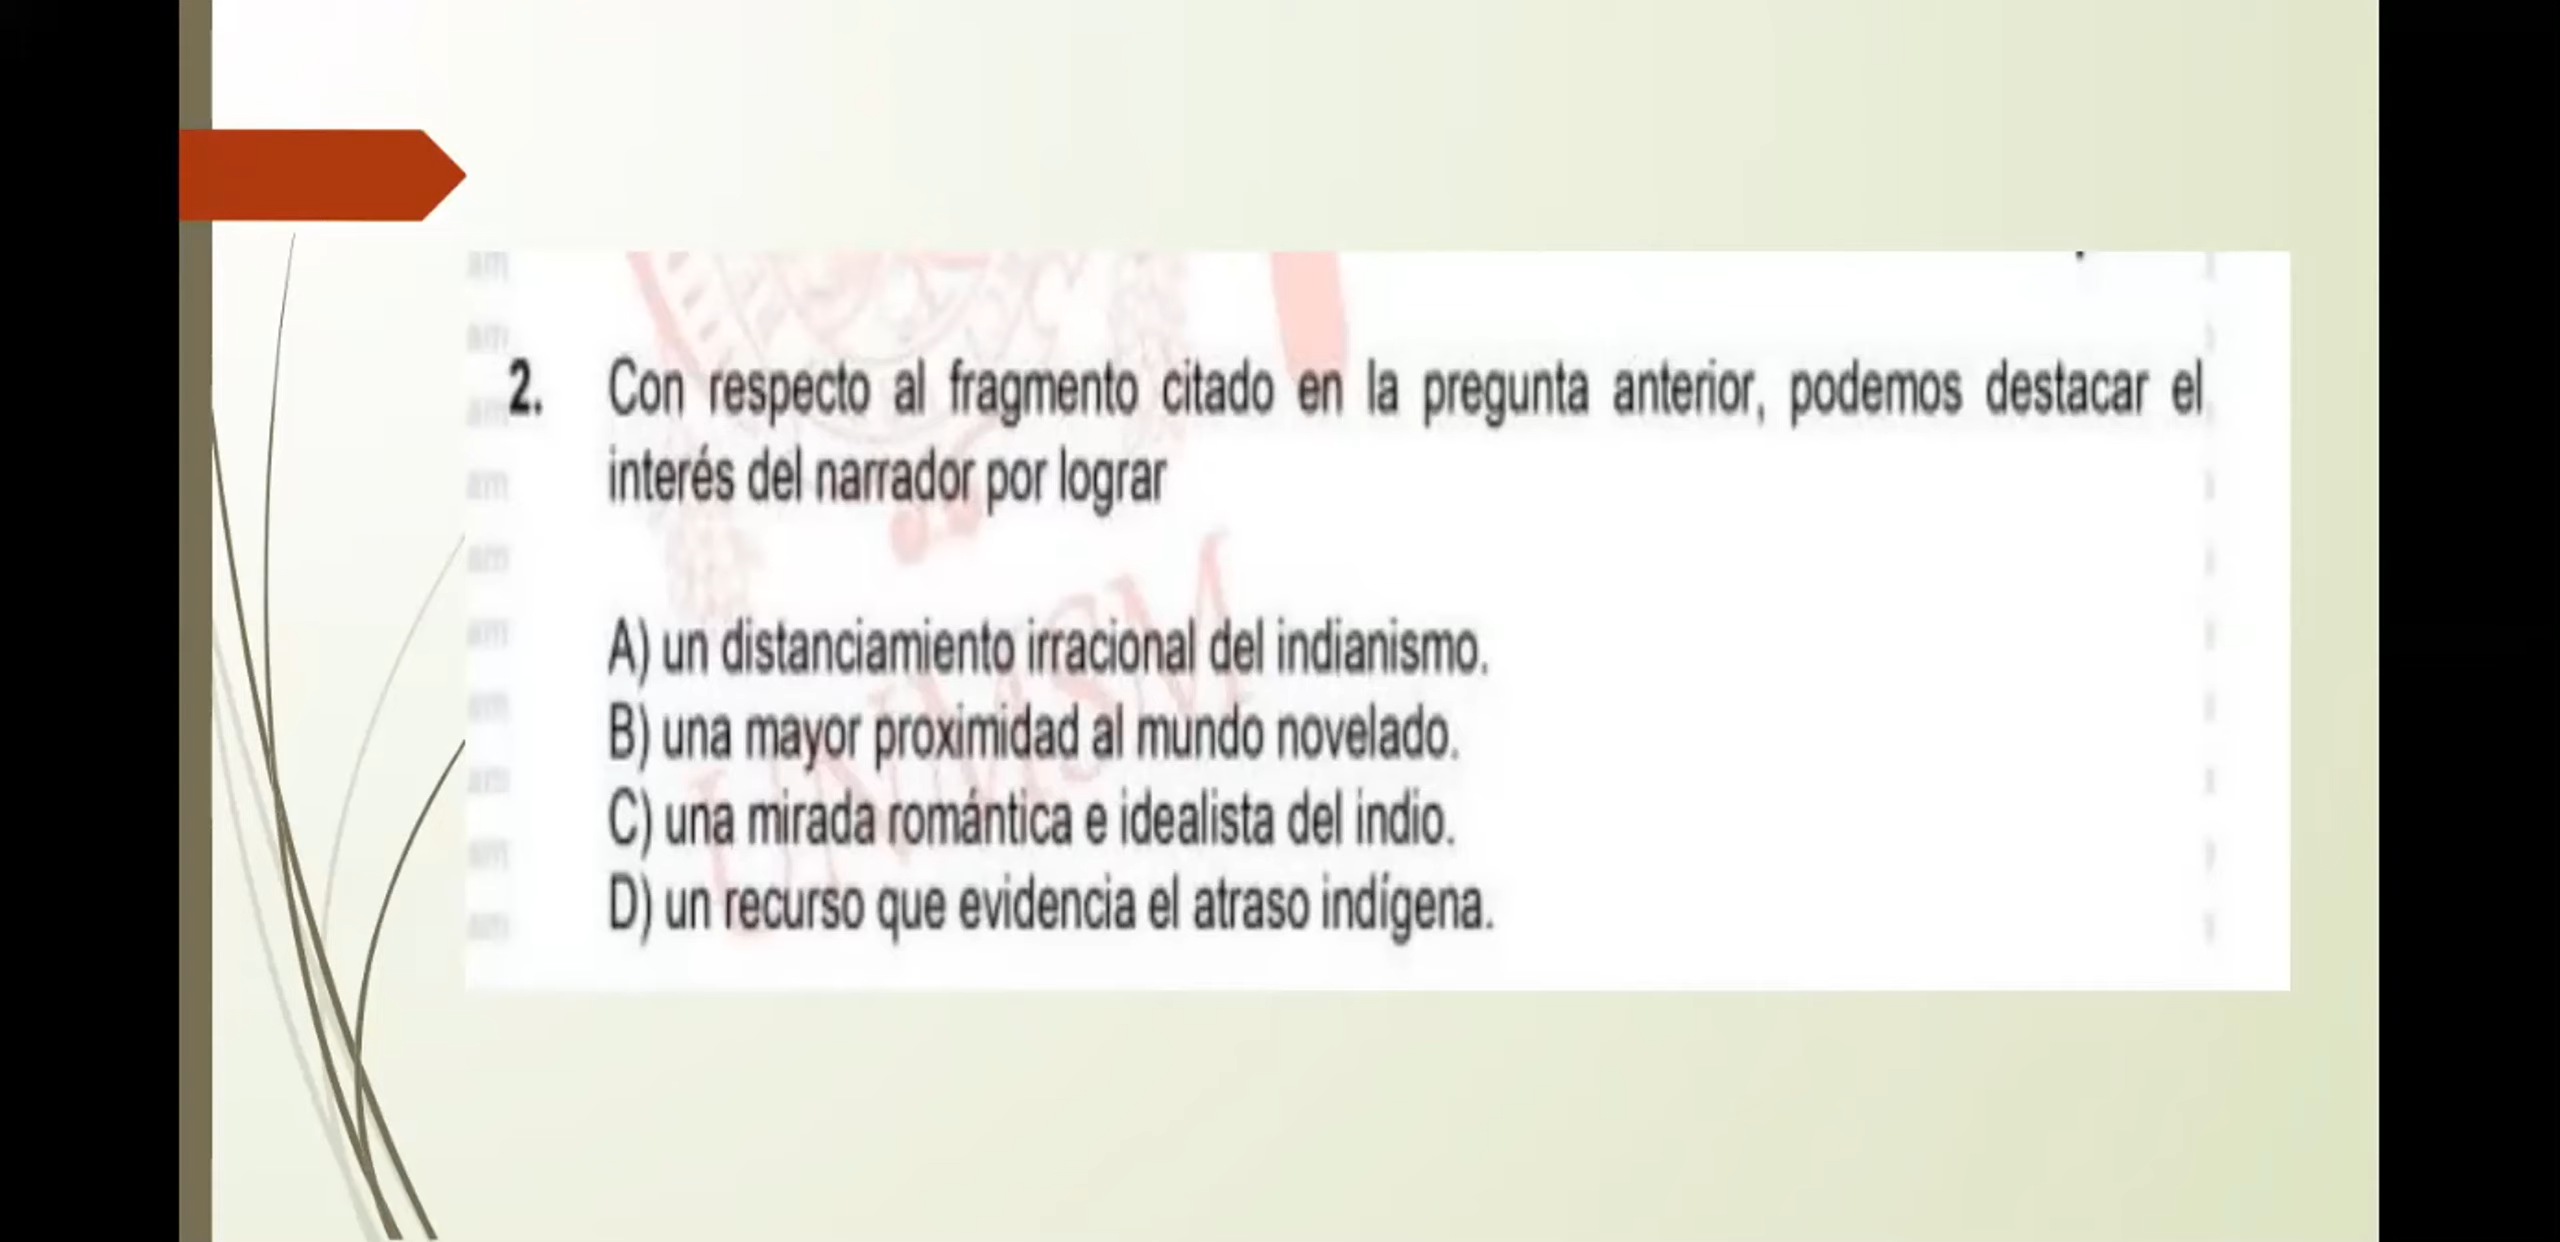 2. Con respecto al fragmento citado en la pregunta anterior, podemos destacar el
interés del narrador por lograr
A) un distanciamiento irracional del indianismo.
B) una mayor proximidad al mundo novelado.
C) una mirada romántica e idealista del indio.
D) un recurso que evidencia el atraso indígena.
UNMSM